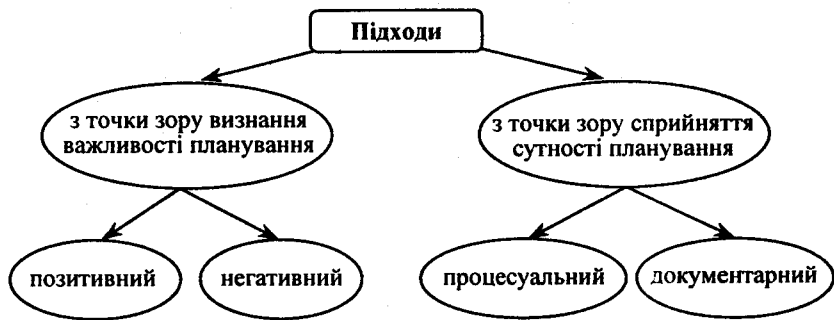 Підходи
з точки зору визнання
важливості планування
з точки зору сприйняття
сутності планування
позитивний
негативний
процесуальний
документарний